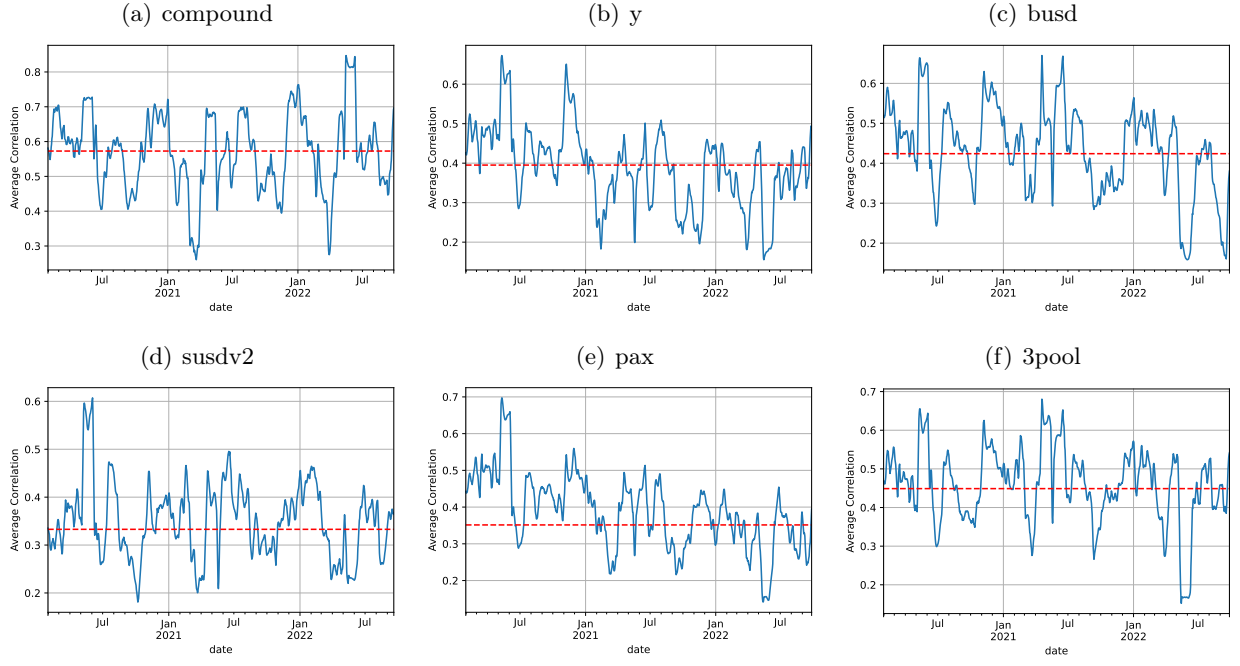 (a) compound
(b) y
(c) busd
0.8
0.7
0.6
0.5
0.4
0.3
Average Correlation
Jul
Jan
2021
Jul
Jan
2022
Jul
date
0.6
0.5
0.4
0.3
0.2
Average Correlation
Jul
Jan
2021
Jul
Jan
2022
Jul
date
0.6
0.5
0.4
0.3
0.2
Average Correlation
Jul
Jan
2021
Jul
Jan
2022
Jul
date
(d) susdv2
(e) pax
(f) 3pool
0.6
0.5
0.4
0.3
0.2
Average Correlation
Jul
Jan
2021
Jul
Jan
2022
Jul
date
0.7
0.6
0.5
0.4
0.3
0.2
Average Correlation
Jul
Jan
2021
Jul
Jan
2022
Jul
date
0.7
0.6
0.5
0.4
0.3
0.2
Average Correlation
Jul
Jan
2021
Jul
Jan
2022
Jul
date